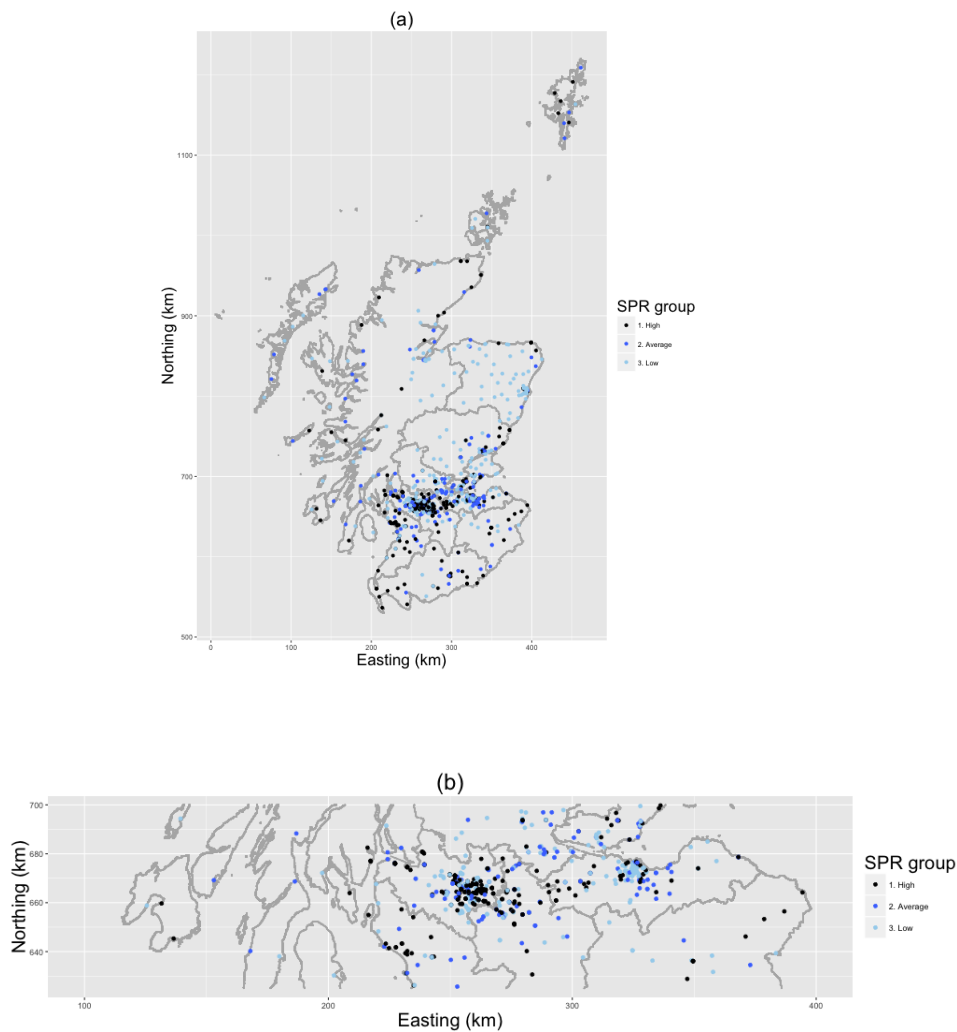 (a)
1100
900
700
500
Northing (km)
0 100 200 300 400
Easting (km)
SPR group
1. High
2. Average
3. Low
(b)
700
680
660
640
Northing (km)
100 200 300 400
Easting (km)
SPR group
1. High
2. Average
3. Low